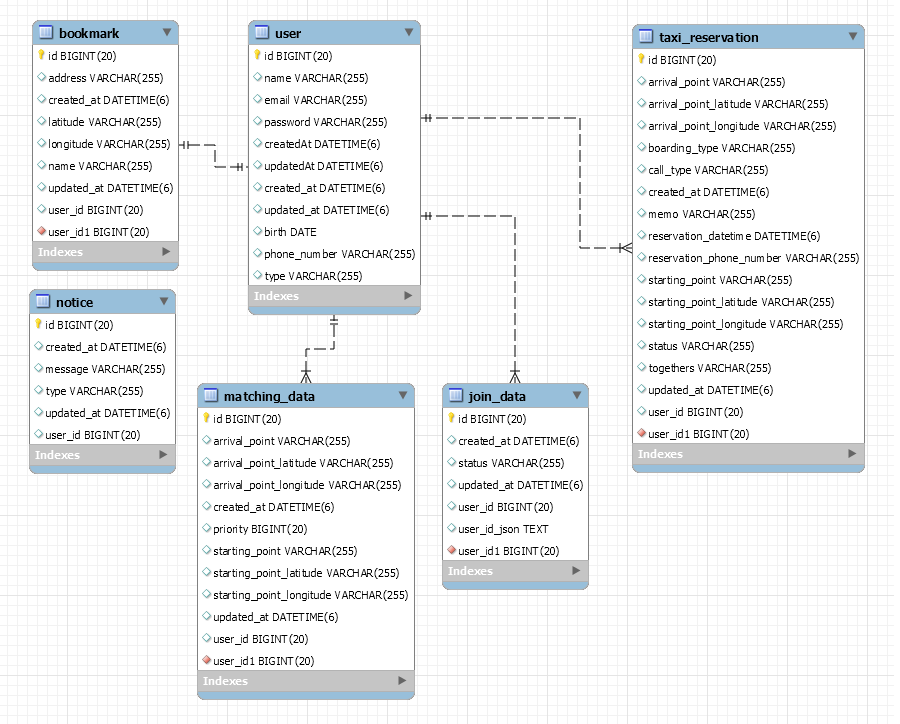 bookmark
id BIGINT(20)
address VARCHAR(255)
created_at DATETIME(6)
latitude VARCHAR(255)
longitude VARCHAR(255)
name VARCHAR(255)
updated_at DATETIME(6)
user_id BIGINT(20)
user_id1 BIGINT(20)
Indexes
user
id BIGINT(20)
name VARCHAR(255)
email VARCHAR(255)
password VARCHAR(255)
createdAt DATETIME(6)
updatedAt DATETIME(6)
created_at DATETIME(6)
updated_at DATETIME(6)
birth DATE
phone_number VARCHAR(255)
type VARCHAR(255)
Indexes
taxi_reservation
id BIGINT(20)
arrival_point VARCHAR(255)
arrival_point_latitude VARCHAR(255)
arrival_point_longitude VARCHAR(255)
boarding_type VARCHAR(255)
call_type VARCHAR(255)
created_at DATETIME(6)
memo VARCHAR(255)
reservation_datetime DATETIME(6)
reservation_phone_number VARCHAR(255)
starting_point VARCHAR(255)
starting_point_latitude VARCHAR(255)
starting_point_longitude VARCHAR(255)
status VARCHAR(255)
togethers VARCHAR(255)
updated_at DATETIME(6)
user_id BIGINT(20)
user_id1 BIGINT(20)
Indexes
notice
id BIGINT(20)
created_at DATETIME(6)
message VARCHAR(255)
type VARCHAR(255)
updated_at DATETIME(6)
user_id BIGINT(20)
Indexes
matching_data
id BIGINT(20)
arrival_point VARCHAR(255)
arrival_point_latitude VARCHAR(255)
arrival_point_longitude VARCHAR(255)
created_at DATETIME(6)
priority BIGINT(20)
starting_point VARCHAR(255)
starting_point_latitude VARCHAR(255)
starting_point_longitude VARCHAR(255)
updated_at DATETIME(6)
user_id BIGINT(20)
user_id1 BIGINT(20)
Indexes
join_data
id BIGINT(20)
created_at DATETIME(6)
status VARCHAR(255)
updated_at DATETIME(6)
user_id BIGINT(20)
user_id_json TEXT
user_id1 BIGINT(20)
Indexes